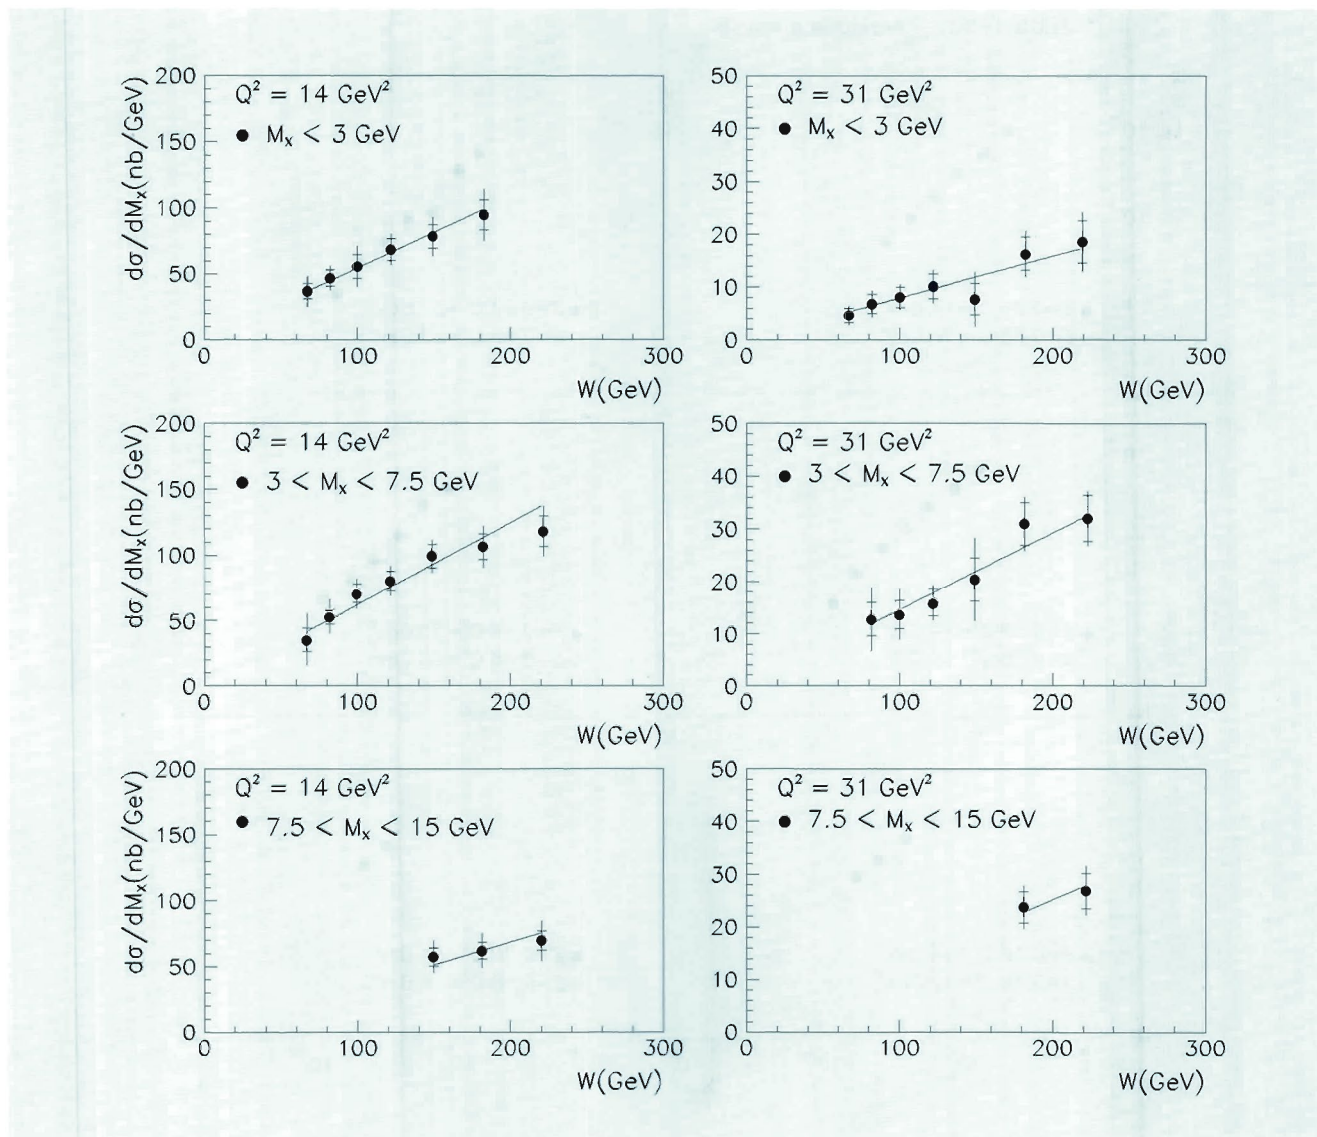 dσ/dMₓ(nb/GeV)
200
150
100
50
0
Q² = 14 GeV²
● Mₓ < 3 GeV
0 100 200 300
W(GeV)
50
40
30
20
10
0
Q² = 31 GeV²
● Mₓ < 3 GeV
0 100 200 300
W(GeV)
dσ/dMₓ(nb/GeV)
200
150
100
50
0
Q² = 14 GeV²
● 3 < Mₓ < 7.5 GeV
0 100 200 300
W(GeV)
50
40
30
20
10
0
Q² = 31 GeV²
● 3 < Mₓ < 7.5 GeV
0 100 200 300
W(GeV)
dσ/dMₓ(nb/GeV)
200
150
100
50
0
Q² = 14 GeV²
● 7.5 < Mₓ < 15 GeV
0 100 200 300
W(GeV)
50
40
30
20
10
0
Q² = 31 GeV²
● 7.5 < Mₓ < 15 GeV
0 100 200 300
W(GeV)